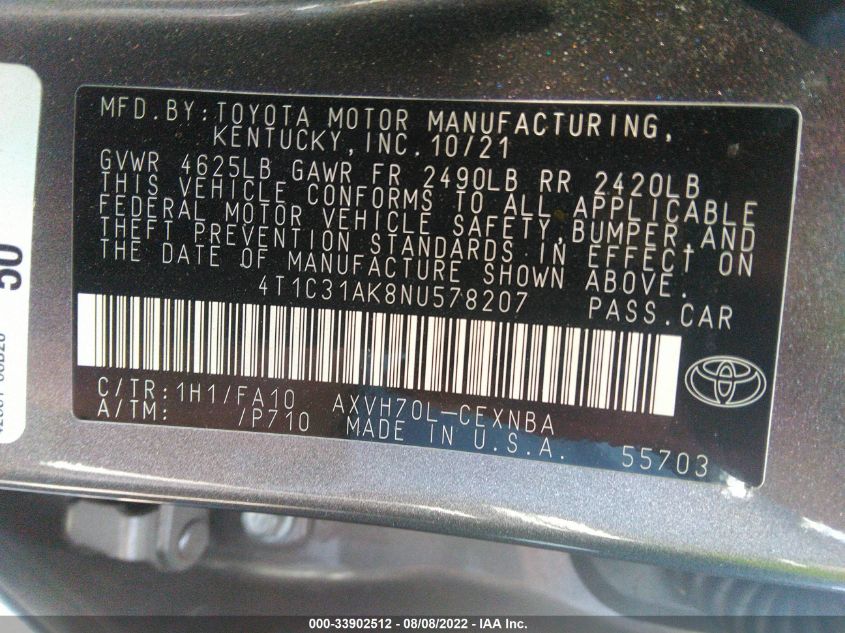 MFD.BY:TOYOTA MOTOR MANUFACTURING,
KENTUCKY,INC.10/21
GVWR 4625LB GAWR FR 2490LB RR 2420LB
THIS VEHICLE CONFORMS TO ALL APPLICABLE
FEDERAL MOTOR VEHICLE SAFETY,BUMPER,AND
THEFT PREVENTION STANDARDS IN EFFECT ON
THE DATE OF MANUFACTURE SHOWN ABOVE.
4T1C31AK8NU578207 PASS.CAR
C/TR:1H1/FA10 AXVH70L-CEXNBA
A/TM: /P710 MADE IN U.S.A. 55703
50
000-33902512 - 08/08/2022 - IAA Inc.